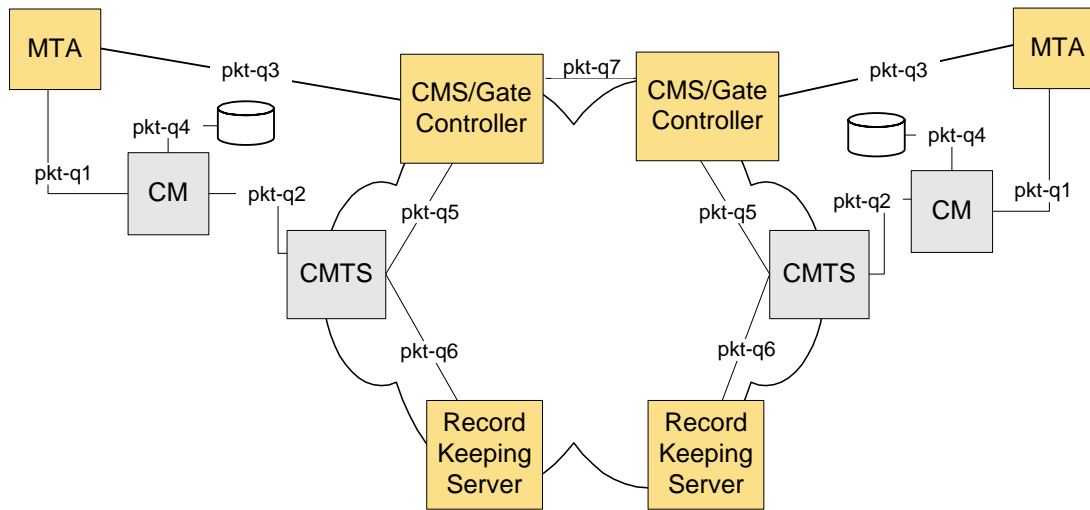 MTA
MTA
pkt-q3
pkt-q7
pkt-q3
CMS/Gate
Controller
CMS/Gate
Controller
pkt-q4
pkt-q4
pkt-q1
CM
pkt-q2
pkt-q5
pkt-q5
pkt-q2
CM
pkt-q1
CMTS
CMTS
pkt-q6
pkt-q6
Record
Keeping
Server
Record
Keeping
Server